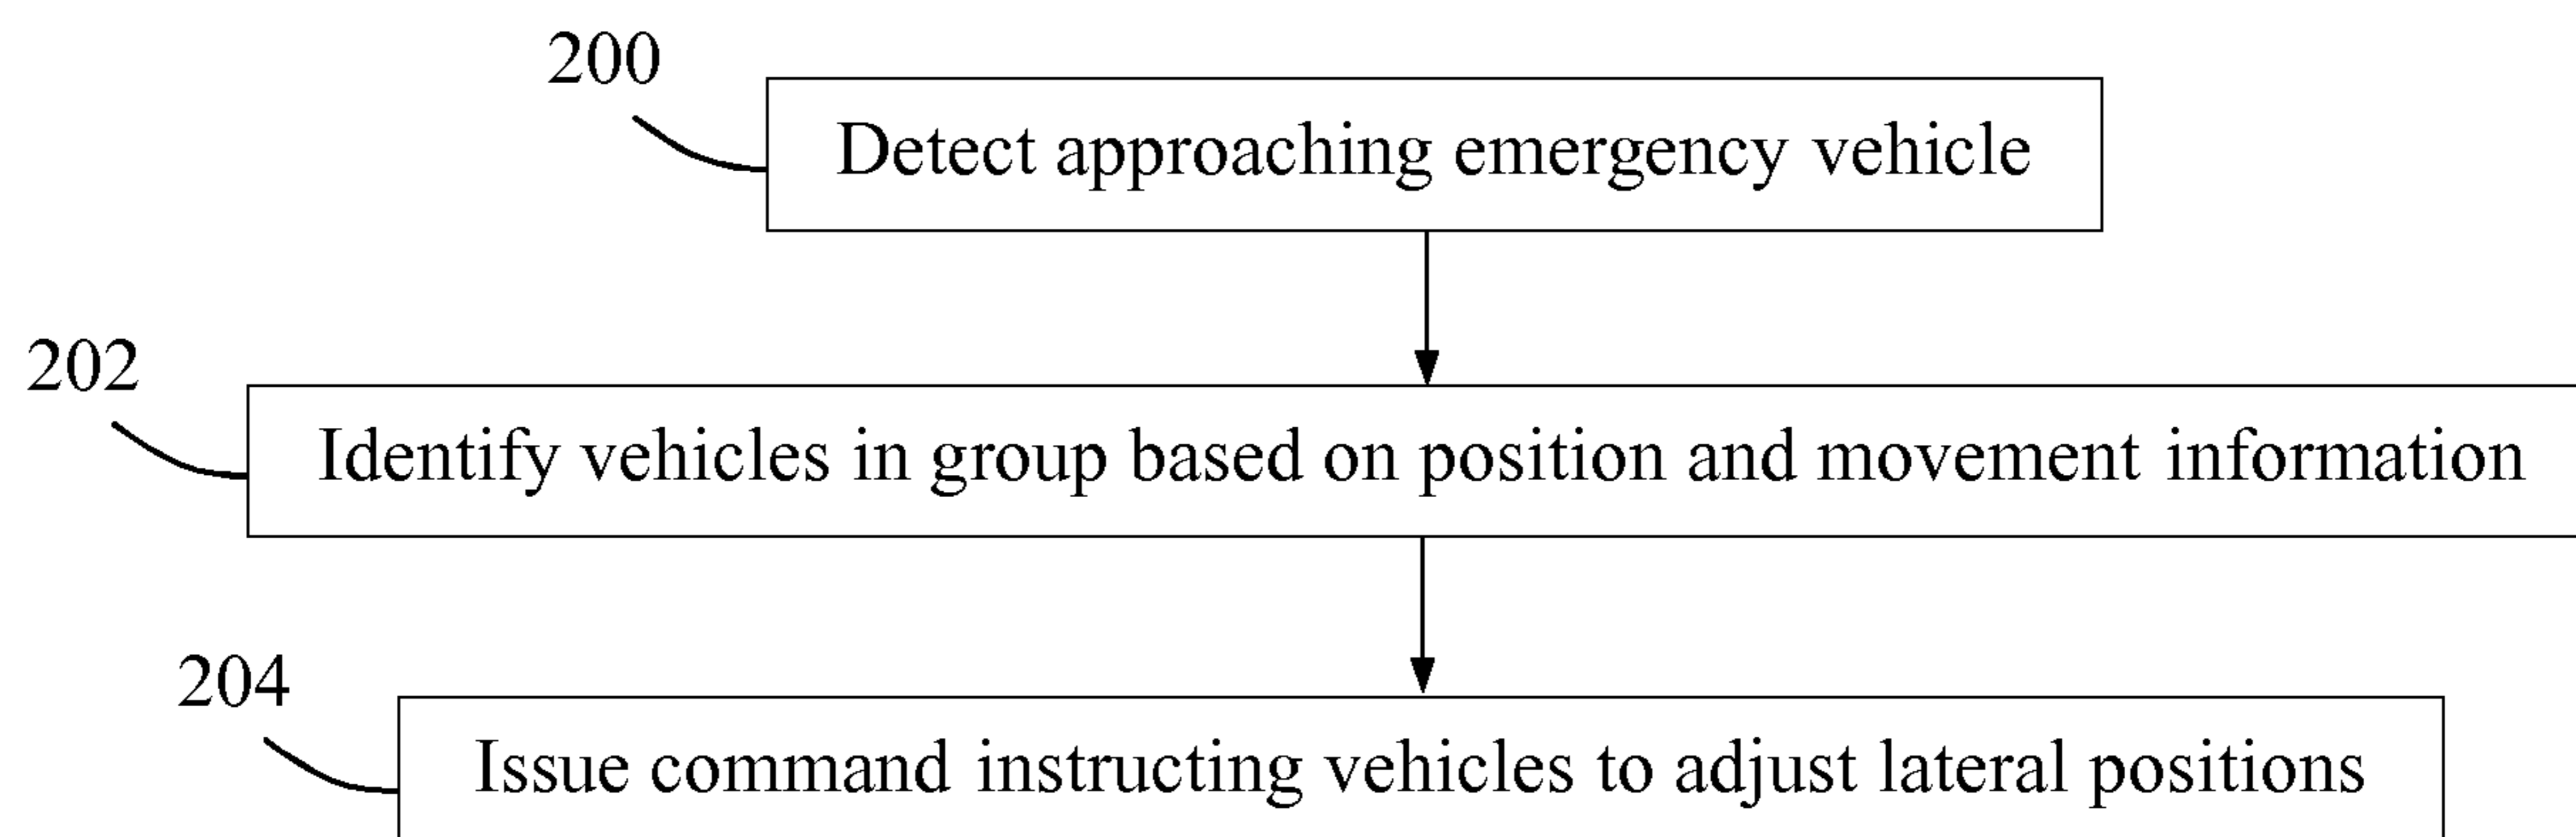 200
Detect approaching emergency vehicle
202
Identify vehicles in group based on position and movement information
204
Issue command instructing vehicles to adjust lateral positions